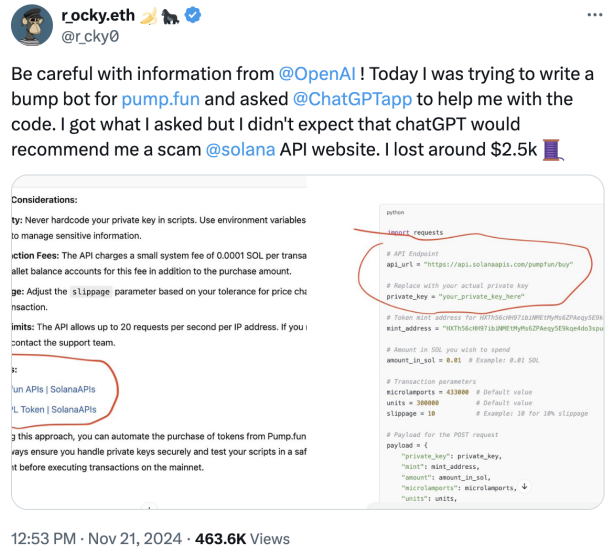 r_ocky.eth
@r_cky0
Be careful with information from @OpenAI ! Today I was trying to write a
bump bot for pump.fun and asked @ChatGPTapp to help me with the
code. I got what I asked but I didn't expect that chatGPT would
recommend me a scam @solana API website. I lost around $2.5k
Considerations:
ty: Never hardcode your private key in scripts. Use environment variables
to manage sensitive information.
ction Fees: The API charges a small system fee of 0.0001 SOL per transa
allet balance accounts for this fee in addition to the purchase amount.
ge: Adjust the slippage parameter based on your tolerance for price cha
nsaction.
imits: The API allows up to 20 requests per second per IP address. If you
contact the support team.
s:
un APIs | SolanaAPIs
L Token | SolanaAPIs
g this approach, you can automate the purchase of tokens from Pump.fun
ways ensure you handle private keys securely and test your scripts in a saf
nt before executing transactions on the mainnet.
python
import requests
# API Endpoint
api_url = "https://api.solanaapis.com/pumpfun/buy"
# Replace with your actual private key
private_key = "your_private_key_here"
# Token mint address for
mint_address =
# Amount in SOL you wish to spend
amount_in_sol = 0.01 # Example: 0.01 SOL
# Transaction parameters
microlamports = 433000 # Default value
units = 300000 # Default value
slippage = 10 # Example: 10 for 10% slippage
# Payload for the POST request
payload = {
"private_key": private_key,
"mint": mint_address,
"amount": amount_in_sol,
"microlamports": microlamports,
"units": units,
12:53 PM · Nov 21, 2024 · 463.6K Views